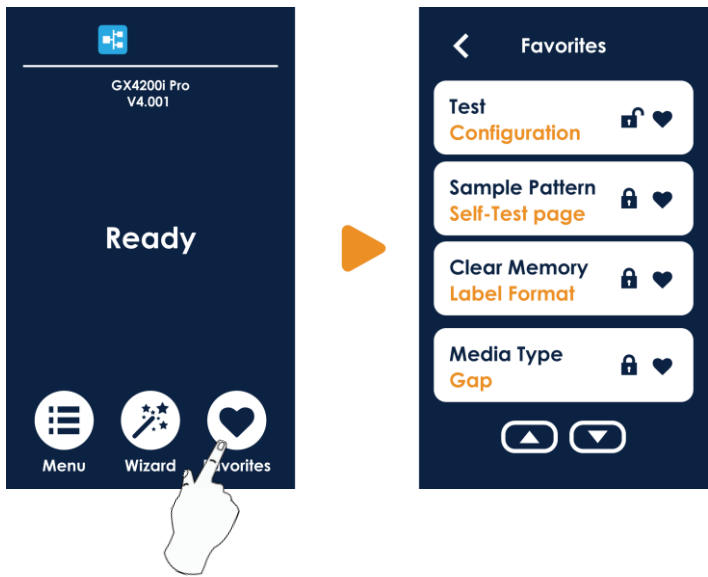 GX4200i Pro
V4.001
Ready
Menu
Wizard
Favorites
Favorites
Test
Configuration
Sample Pattern
Self-Test page
Clear Memory
Label Format
Media Type
Gap